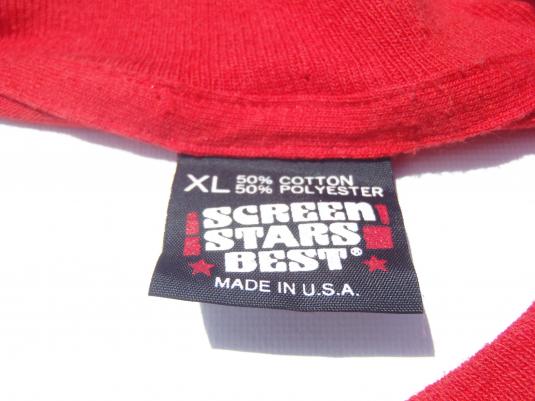 XL 50% COTTON
50% POLYESTER
SCREEN
STARS
BEST®
MADE IN U.S.A.